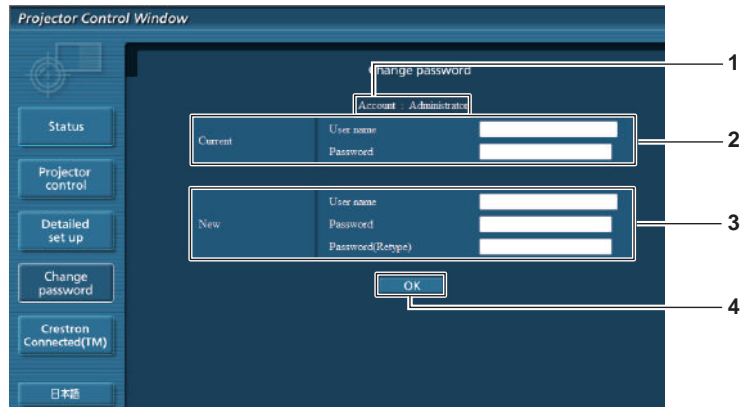 Projector Control Window
Change password
1
Account : Administrator
Status
Current
User name
Password
2
Projector
control
Detailed
set up
New
User name
Password
Password(Retype)
3
Change
password
OK
4
Crestron
Connected(TM)
日本語